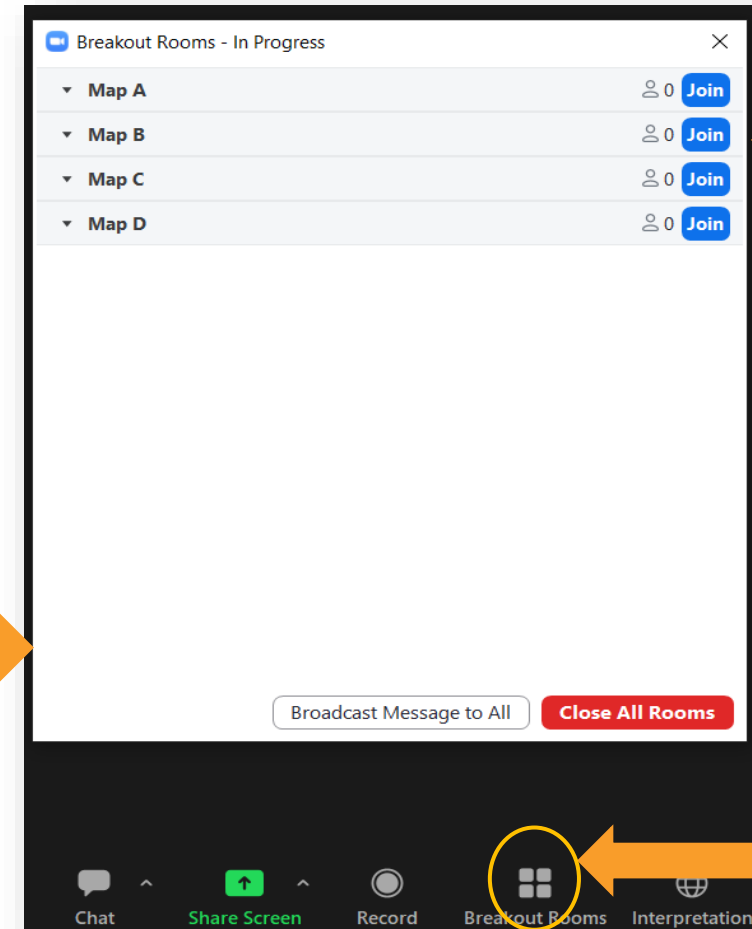 Breakout Rooms - In Progress
Map A 0 Join
Map B 0 Join
Map C 0 Join
Map D 0 Join
Broadcast Message to All Close All Rooms
Chat Share Screen Record Breakout Rooms Interpretation